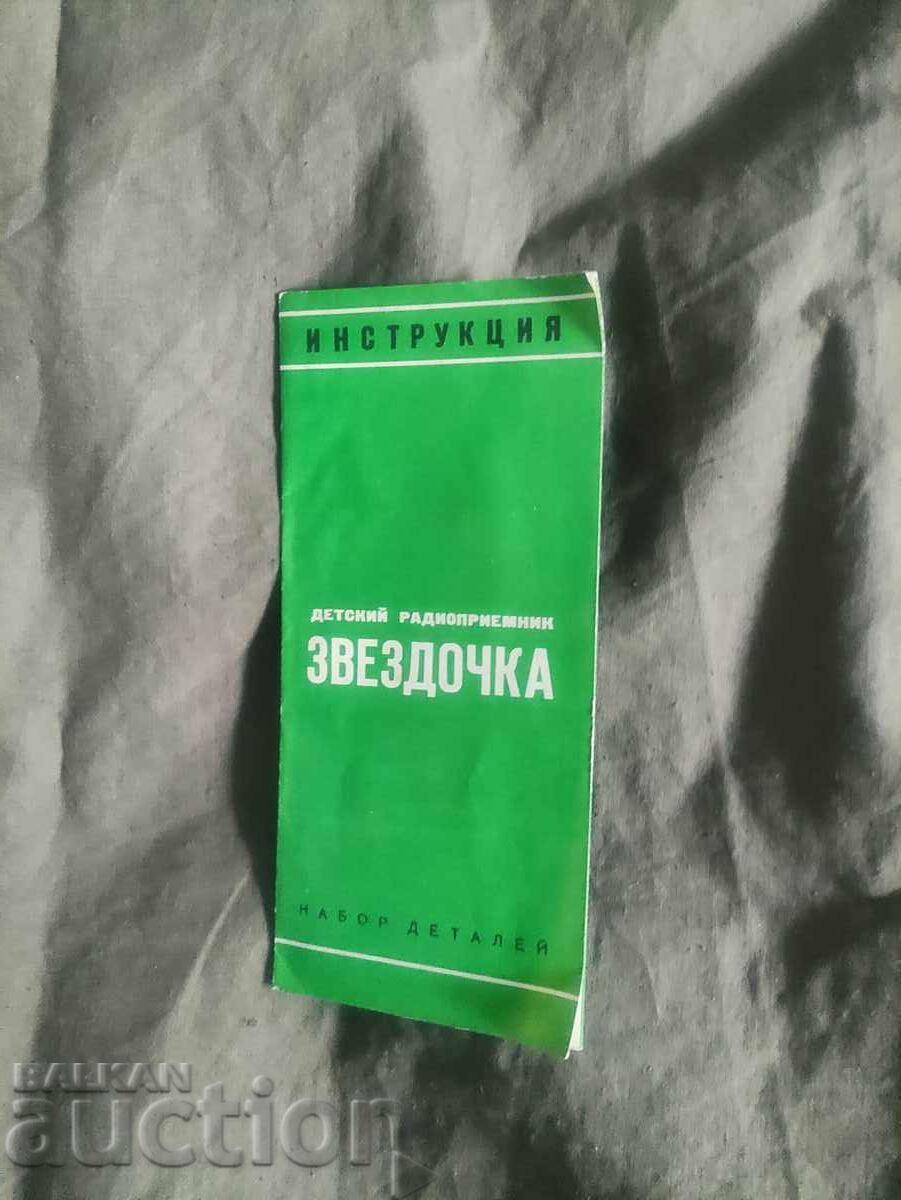 ИНСТРУКЦИЯ
ДЕТСКИЙ РАДИОПРИЕМНИК
ЗВЕЗДОЧКА
НАБОР ДЕТАЛЕЙ
BALKAN
auction